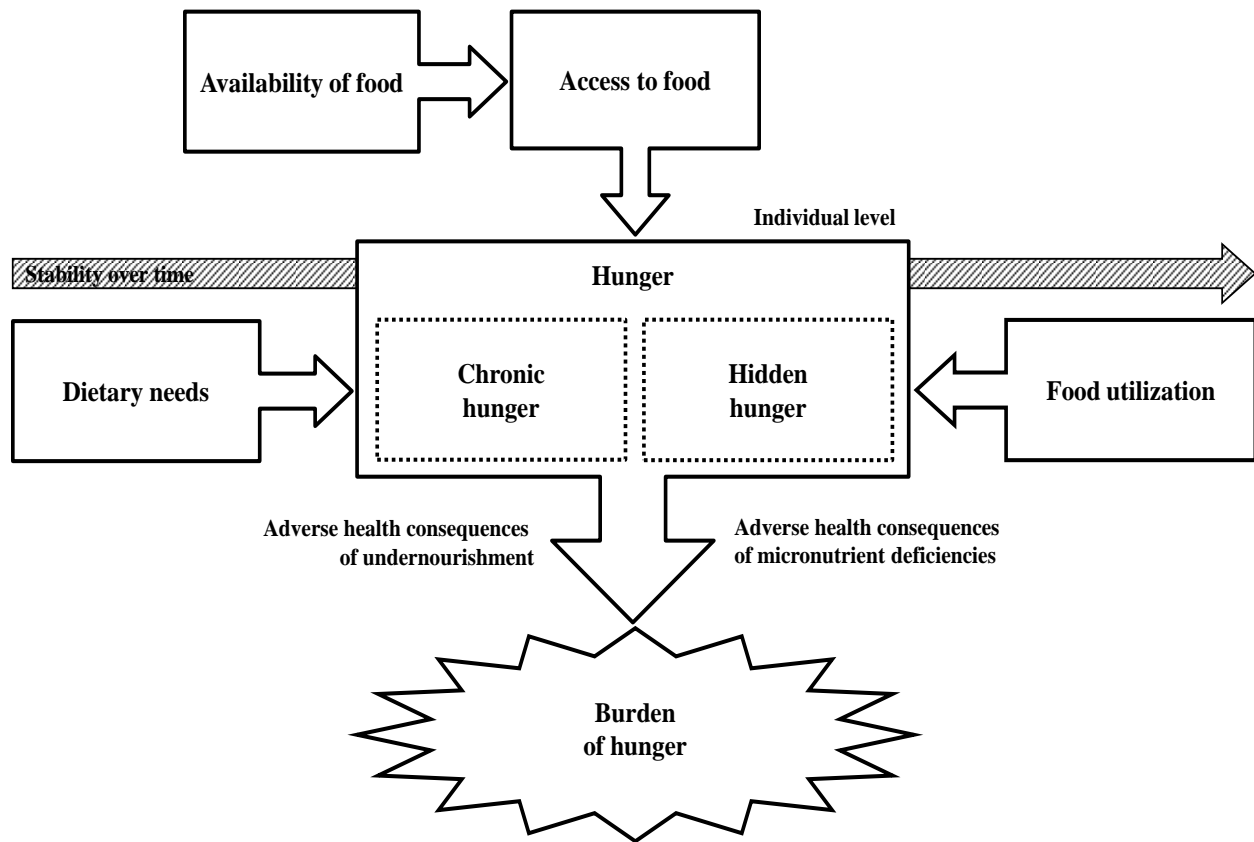 Availability of food
Access to food
Individual level
Stability over time
Hunger
Dietary needs
Chronic
hunger
Hidden
hunger
Food utilization
Adverse health consequences
of undernourishment
Adverse health consequences
of micronutrient deficiencies
Burden
of hunger